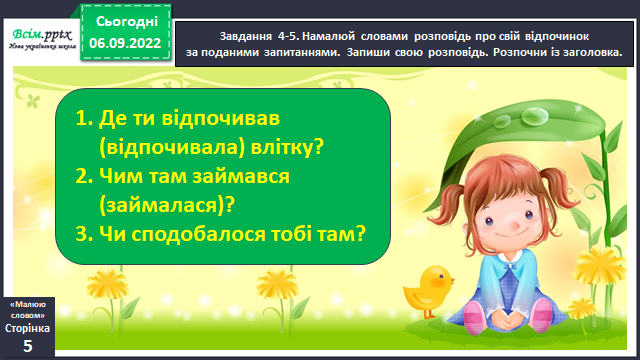 Всім.pptx
Нова українська школа
Сьогодні
06.09.2022
Завдання 4-5. Намалюй словами розповідь про свій відпочинок
за поданими запитаннями. Запиши свою розповідь. Розпочни із заголовка.
1. Де ти відпочивав
(відпочивала) влітку?
2. Чим там займався
(займалася)?
3. Чи сподобалося тобі там?
«Малюю
словом»
Сторінка
5